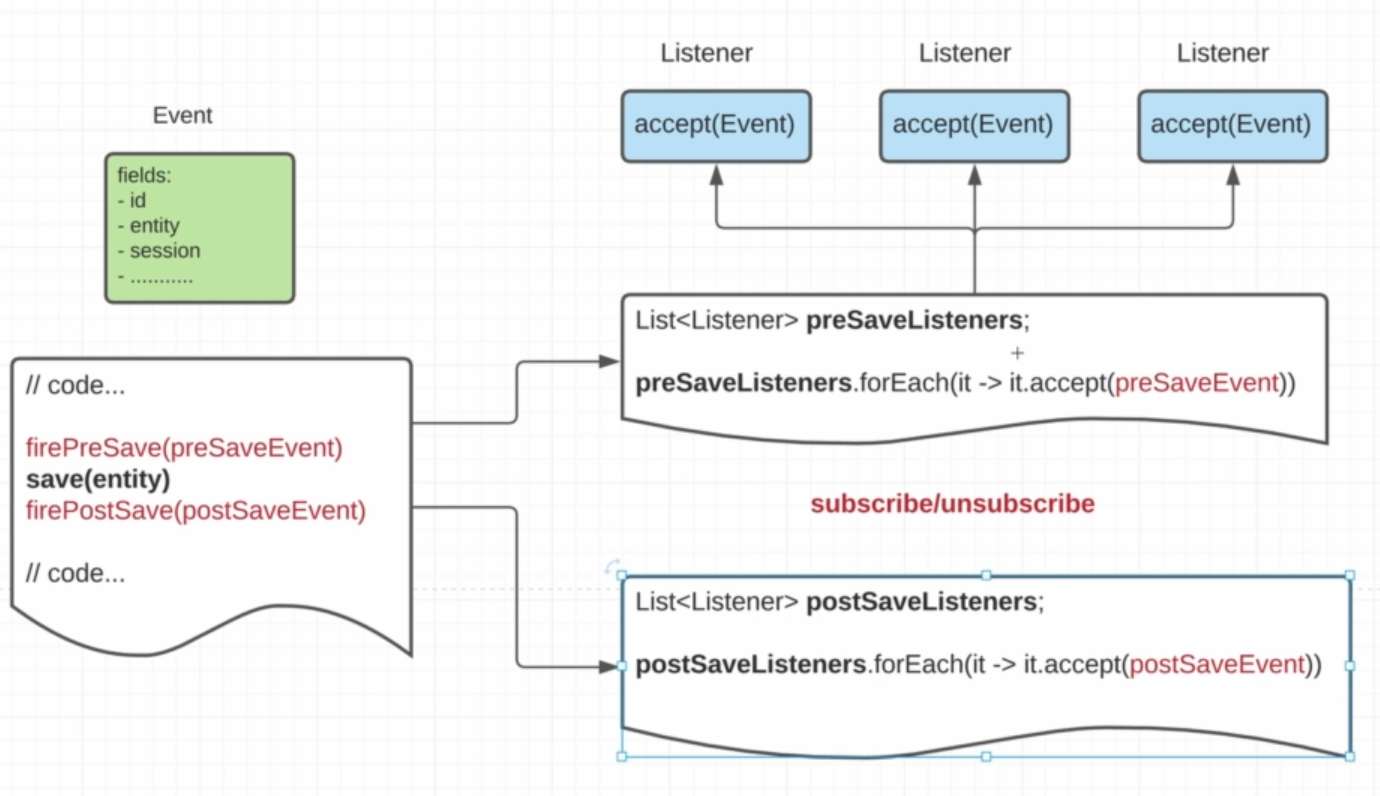 Listener
Listener
Listener
accept(Event)
accept(Event)
accept(Event)
Event
fields:
- id
- entity
- session
- ...........
List<Listener> preSaveListeners;
preSaveListeners.forEach(it -> it.accept(preSaveEvent))
// code...
firePreSave(preSaveEvent)
save(entity)
firePostSave(postSaveEvent)
// code...
subscribe/unsubscribe
List<Listener> postSaveListeners;
postSaveListeners.forEach(it -> it.accept(postSaveEvent))